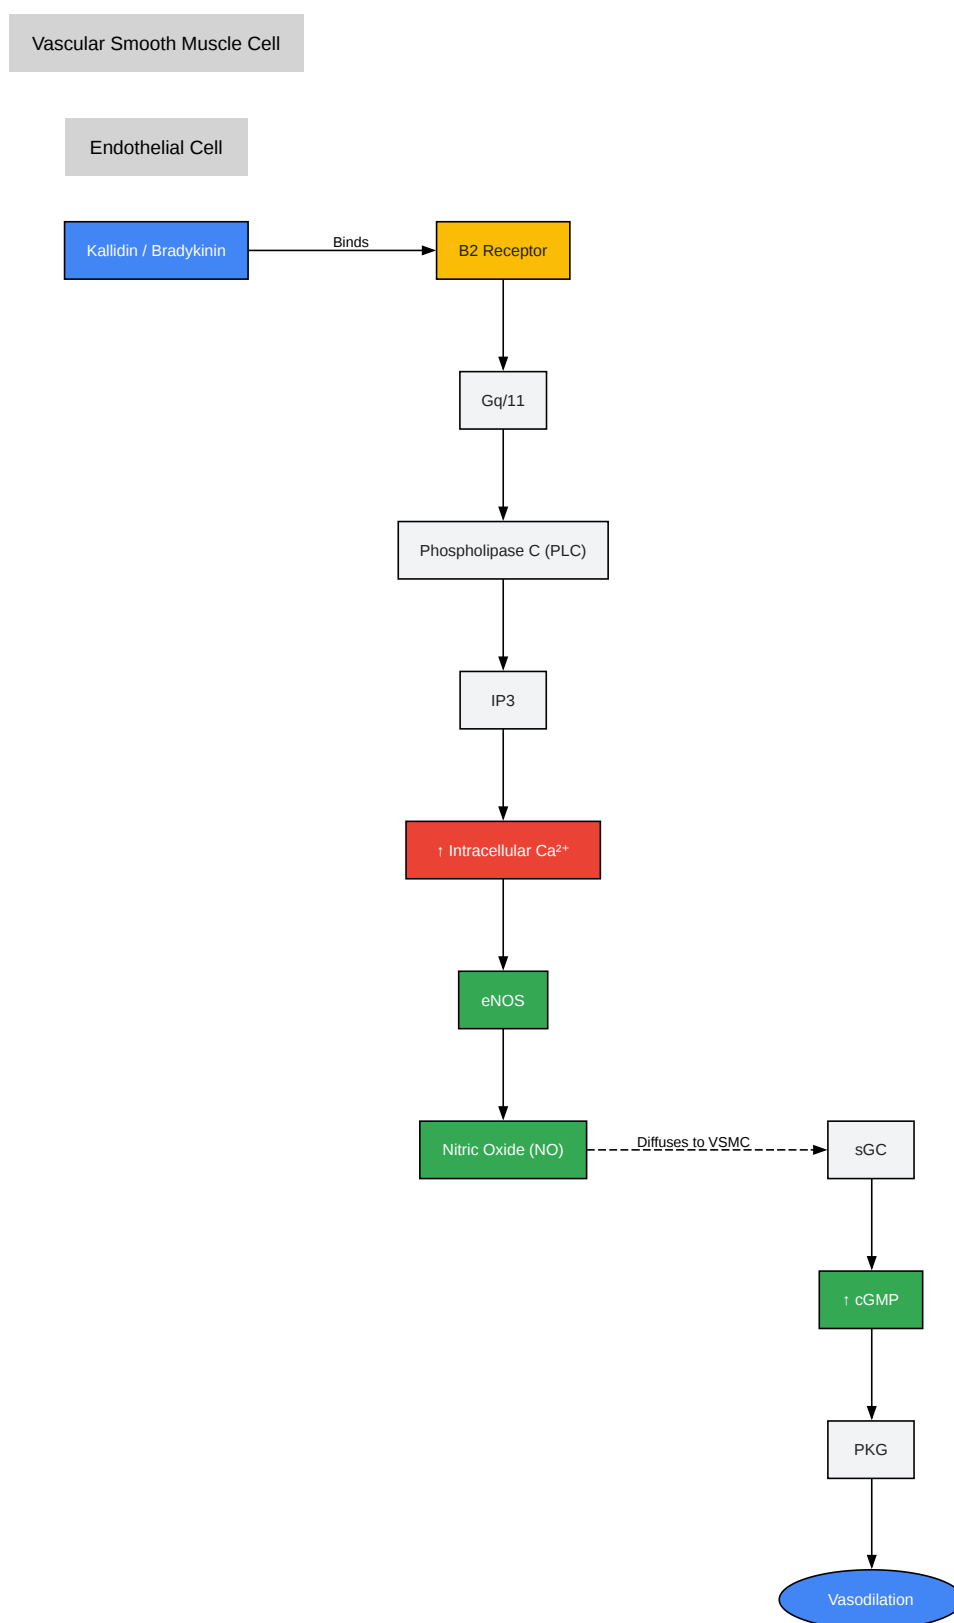 Vascular Smooth Muscle Cell
Endothelial Cell
Kallidin / Bradykinin
Binds
B2 Receptor
Gq/11
Phospholipase C (PLC)
IP3
↑ Intracellular Ca²⁺
eNOS
Nitric Oxide (NO)
Diffuses to VSMC
sGC
↑ cGMP
PKG
Vasodilation